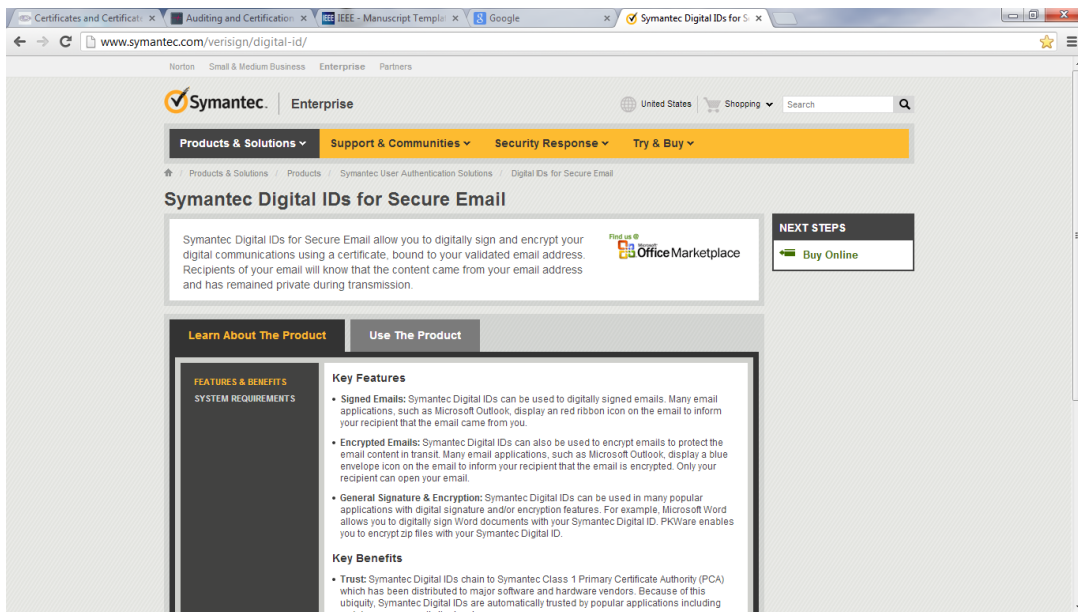 Certificates and Certificati
Auditing and Certification
IEEE - Manuscript Templat
Google
Symantec Digital IDs for S
www.symantec.com/verisign/digital-id/
Norton Small & Medium Business Enterprise Partners
Symantec. Enterprise
United States Shopping Search
Products & Solutions Support & Communities Security Response Try & Buy
/ Products & Solutions / Products / Symantec User Authentication Solutions / Digital IDs for Secure Email
Symantec Digital IDs for Secure Email
Symantec Digital IDs for Secure Email allow you to digitally sign and encrypt your
digital communications using a certificate, bound to your validated email address.
Recipients of your email will know that the content came from your email address
and has remained private during transmission.
Find us @
Microsoft
Office Marketplace
NEXT STEPS
Buy Online
Learn About The Product Use The Product
FEATURES & BENEFITS
SYSTEM REQUIREMENTS
Key Features
• Signed Emails: Symantec Digital IDs can be used to digitally signed emails. Many email
applications, such as Microsoft Outlook, display an red ribbon icon on the email to inform
your recipient that the email came from you.
• Encrypted Emails: Symantec Digital IDs can also be used to encrypt emails to protect the
email content in transit. Many email applications, such as Microsoft Outlook, display a blue
envelope icon on the email to inform your recipient that the email is encrypted. Only your
recipient can open your email.
• General Signature & Encryption: Symantec Digital IDs can be used in many popular
applications with digital signature and/or encryption features. For example, Microsoft Word
allows you to digitally sign Word documents with your Symantec Digital ID. PKWare enables
you to encrypt zip files with your Symantec Digital ID.
Key Benefits
• Trust: Symantec Digital IDs chain to Symantec Class 1 Primary Certificate Authority (PCA)
which has been distributed to major software and hardware vendors. Because of this
ubiquity, Symantec Digital IDs are automatically trusted by popular applications including